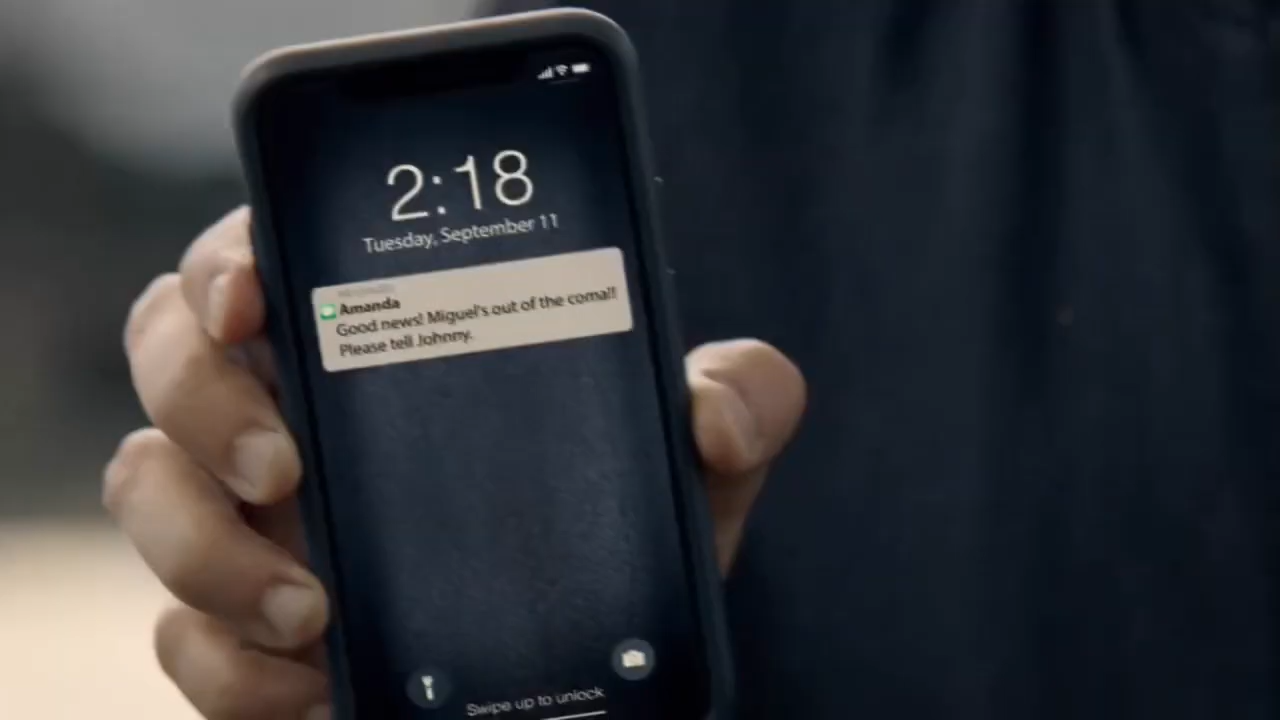 2:18
Tuesday, September 11
Amanda
Good news! Miguel's out of the coma!!
Please tell Johnny.
Swipe up to unlock